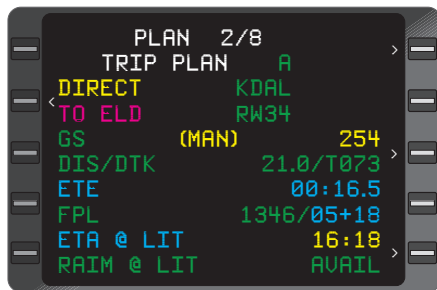 PLAN 2/8
TRIP PLAN A
DIRECT KDAL
TO ELD RW34
GS (MAN) 254
DIS/DTK 21.0/T073
ETE 00:16.5
FPL 1346/05+18
ETA @ LIT 16:18
RAIM @ LIT AVAIL